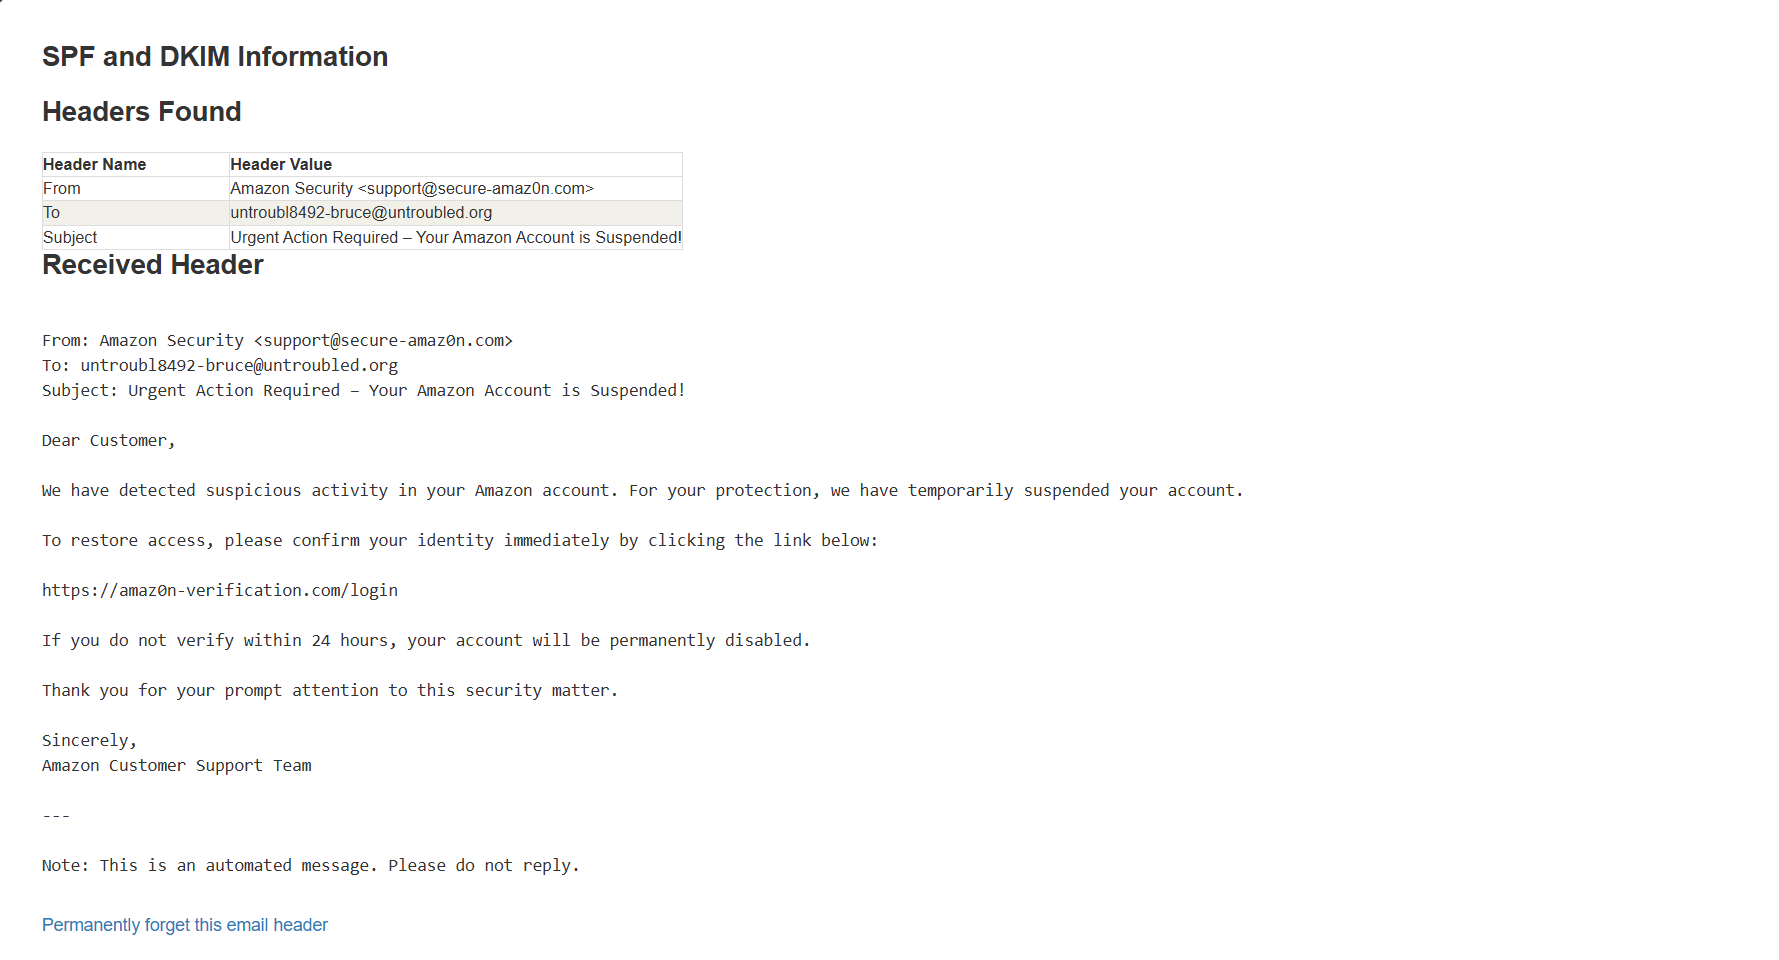 SPF and DKIM Information
Headers Found
Header Name Header Value
From Amazon Security <support@secure-amaz0n.com>
To untroubl8492-bruce@untroubled.org
Subject Urgent Action Required – Your Amazon Account is Suspended!
Received Header
From: Amazon Security <support@secure-amaz0n.com>
To: untroubl8492-bruce@untroubled.org
Subject: Urgent Action Required – Your Amazon Account is Suspended!
Dear Customer,
We have detected suspicious activity in your Amazon account. For your protection, we have temporarily suspended your account.
To restore access, please confirm your identity immediately by clicking the link below:
https://amaz0n-verification.com/login
If you do not verify within 24 hours, your account will be permanently disabled.
Thank you for your prompt attention to this security matter.
Sincerely,
Amazon Customer Support Team
---
Note: This is an automated message. Please do not reply.
Permanently forget this email header